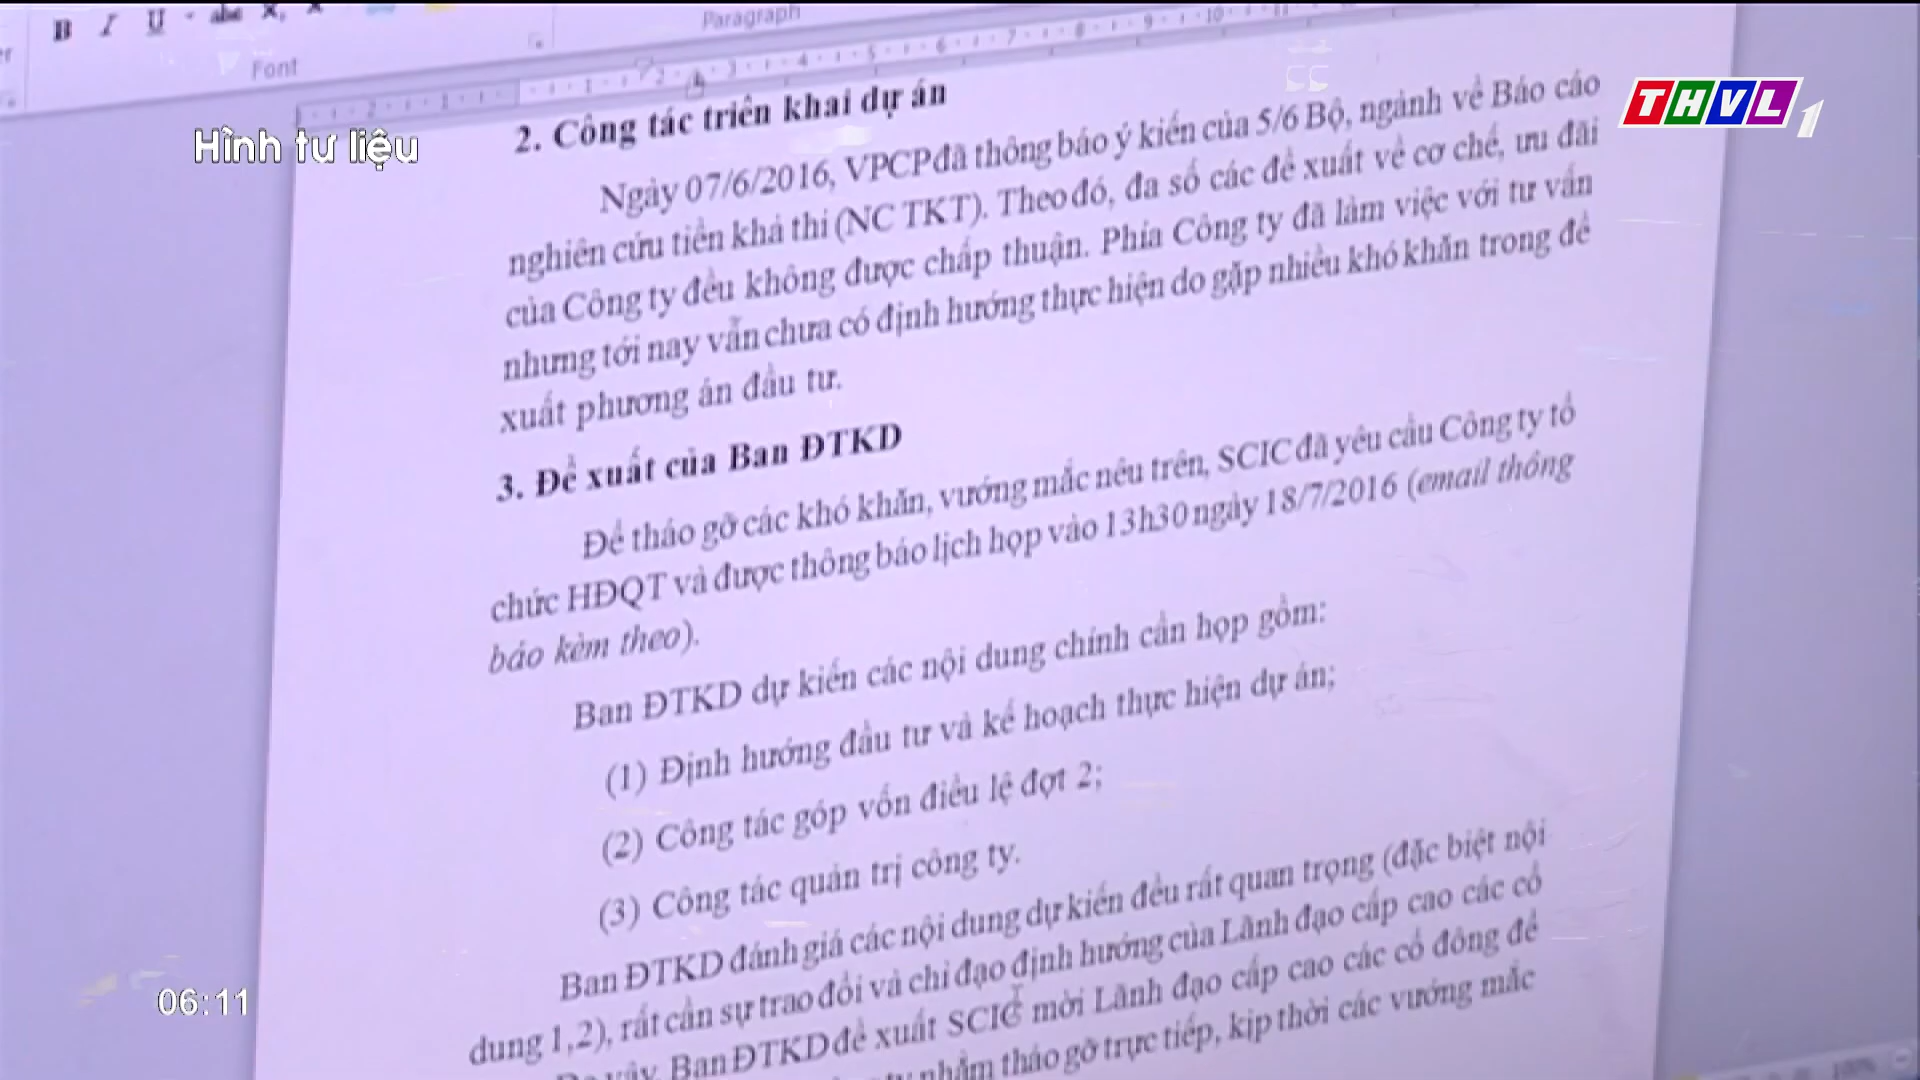 B I U abc X, X
Paragraph
Font
THVL 1
Hình tư liệu
2. Công tác triển khai dự án
Ngày 07/6/2016, VPCP đã thông báo ý kiến của 5/6 Bộ, ngành về Báo cáo
nghiên cứu tiền khả thi (NC TKT). Theo đó, đa số các đề xuất về cơ chế, ưu đãi
của Công ty đều không được chấp thuận. Phía Công ty đã làm việc với tư vấn
nhưng tới nay vẫn chưa có định hướng thực hiện do gặp nhiều khó khăn trong đề
xuất phương án đầu tư.
3. Đề xuất của Ban ĐTKD
Để tháo gỡ các khó khăn, vướng mắc nêu trên, SCIC đã yêu cầu Công ty tổ
chức HĐQT và được thông báo lịch họp vào 13h30 ngày 18/7/2016 (email thông
báo kèm theo).
Ban ĐTKD dự kiến các nội dung chính cần họp gồm:
(1) Định hướng đầu tư và kế hoạch thực hiện dự án;
(2) Công tác góp vốn điều lệ đợt 2;
(3) Công tác quản trị công ty.
Ban ĐTKD đánh giá các nội dung dự kiến đều rất quan trọng (đặc biệt nội
dung 1,2), rất cần sự trao đổi và chỉ đạo định hướng của Lãnh đạo cấp cao các cổ
vậy, Ban ĐTKD đề xuất SCIC mời Lãnh đạo cấp cao các cổ đông để
nhằm tháo gỡ trực tiếp, kịp thời các vướng mắc
06:11